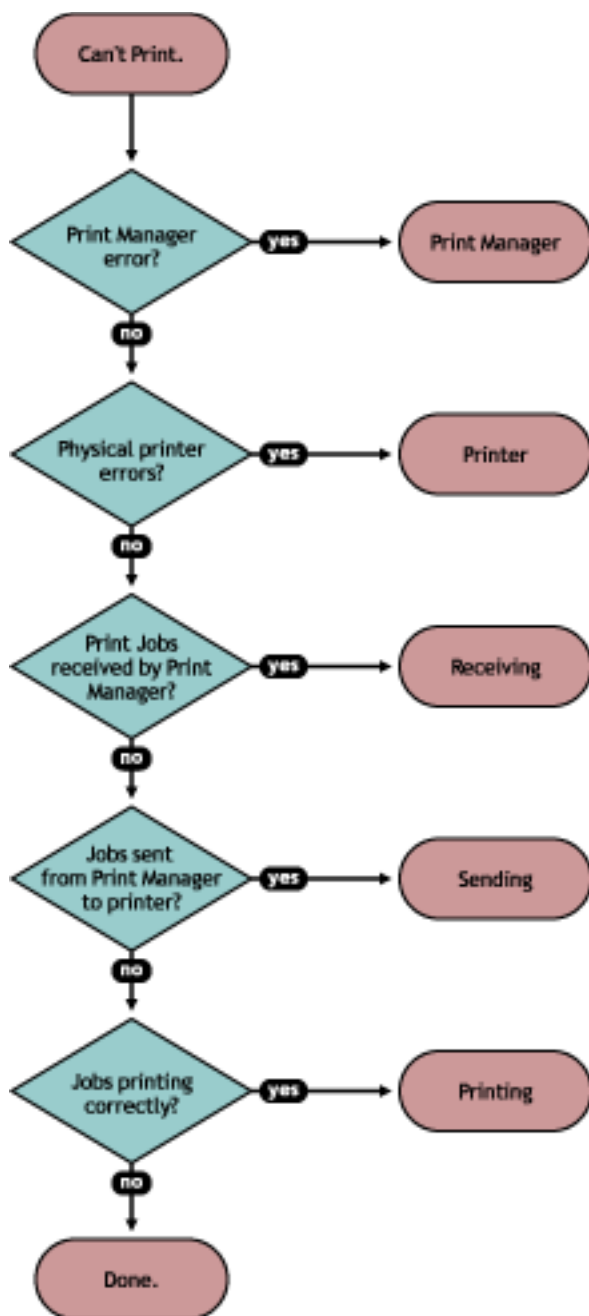 Can't Print.
Print Manager
error?
yes
Print Manager
no
Physical printer
errors?
yes
Printer
no
Print Jobs
received by Print
Manager?
yes
Receiving
no
Jobs sent
from Print Manager
to printer?
yes
Sending
no
Jobs printing
correctly?
yes
Printing
no
Done.